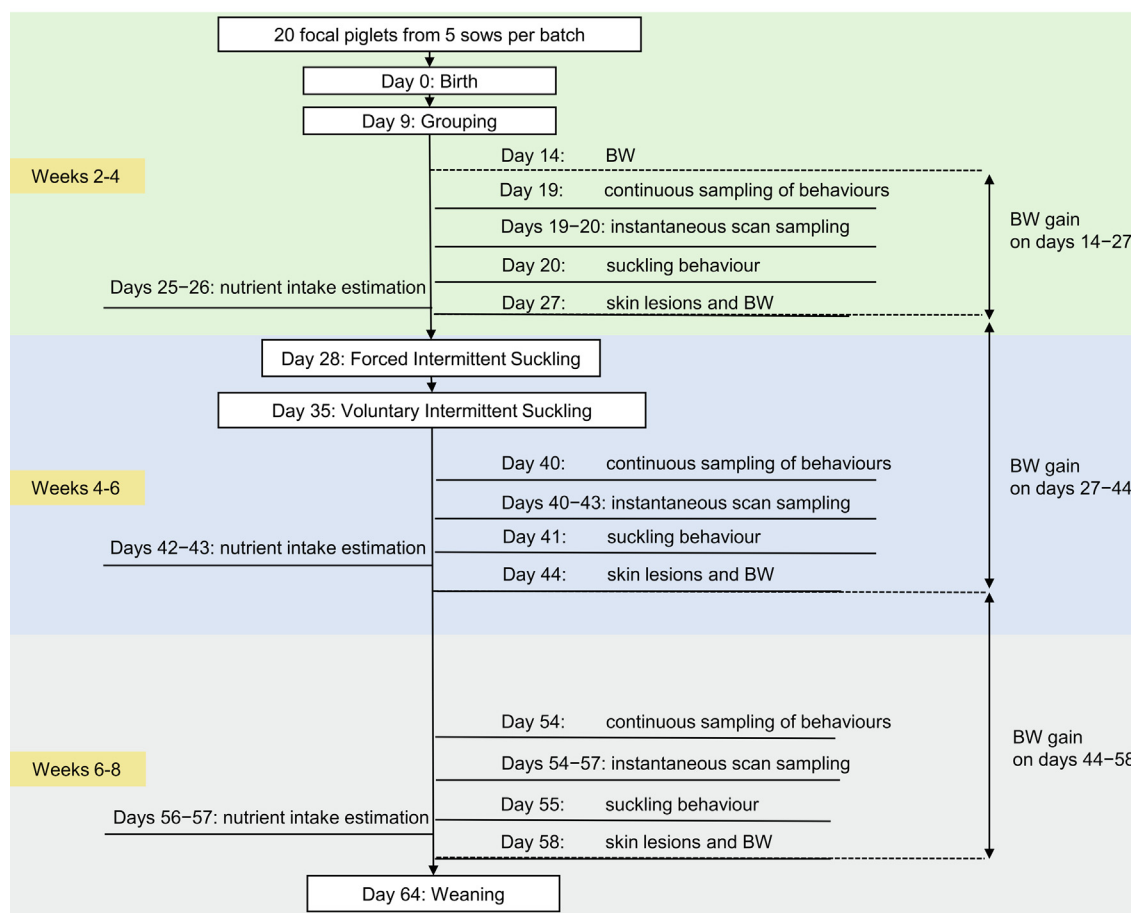 20 focal piglets from 5 sows per batch
Day 0: Birth
Day 9: Grouping
Day 14: BW
Weeks 2-4
Day 19: continuous sampling of behaviours
Days 19−20: instantaneous scan sampling
BW gain
on days 14−27
Day 20: suckling behaviour
Days 25−26: nutrient intake estimation
Day 27: skin lesions and BW
Day 28: Forced Intermittent Suckling
Day 35: Voluntary Intermittent Suckling
Day 40: continuous sampling of behaviours
BW gain
on days 27−44
Weeks 4-6
Days 40−43: instantaneous scan sampling
Day 41: suckling behaviour
Days 42−43: nutrient intake estimation
Day 44: skin lesions and BW
Day 54: continuous sampling of behaviours
BW gain
on days 44−58
Weeks 6-8
Days 54−57: instantaneous scan sampling
Day 55: suckling behaviour
Days 56−57: nutrient intake estimation
Day 58: skin lesions and BW
Day 64: Weaning